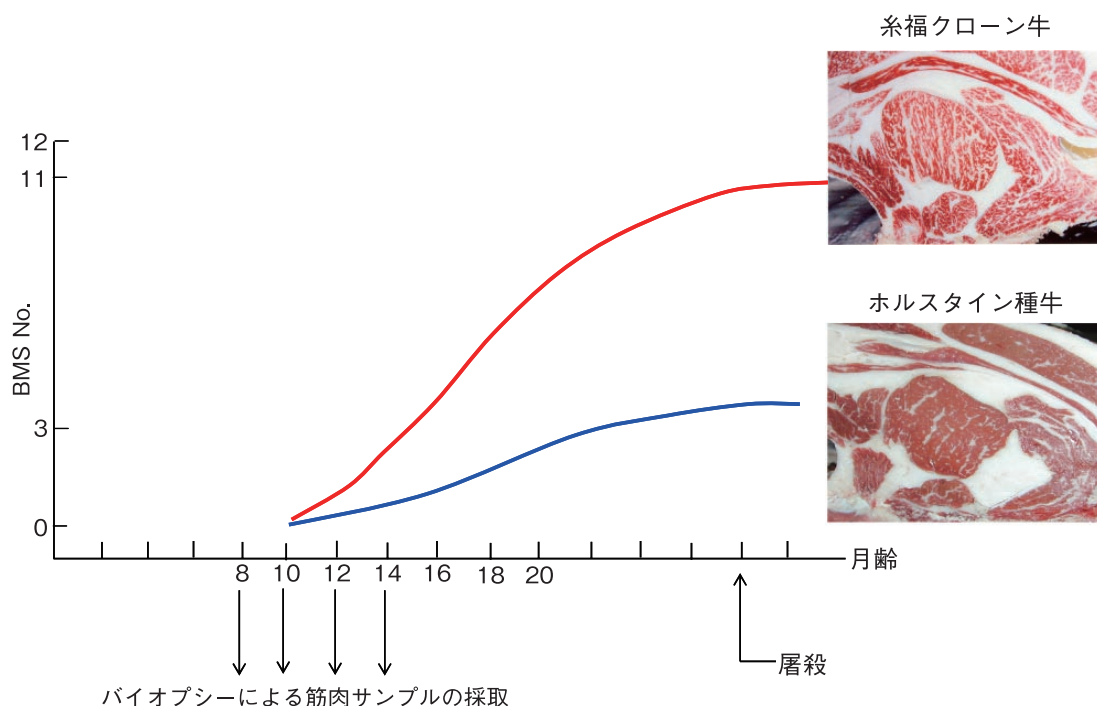 糸福クローン牛
12
11
BMS No.
ホルスタイン種牛
3
0
8 10 12 14 16 18 20
月齢
屠殺
バイオプシーによる筋肉サンプルの採取